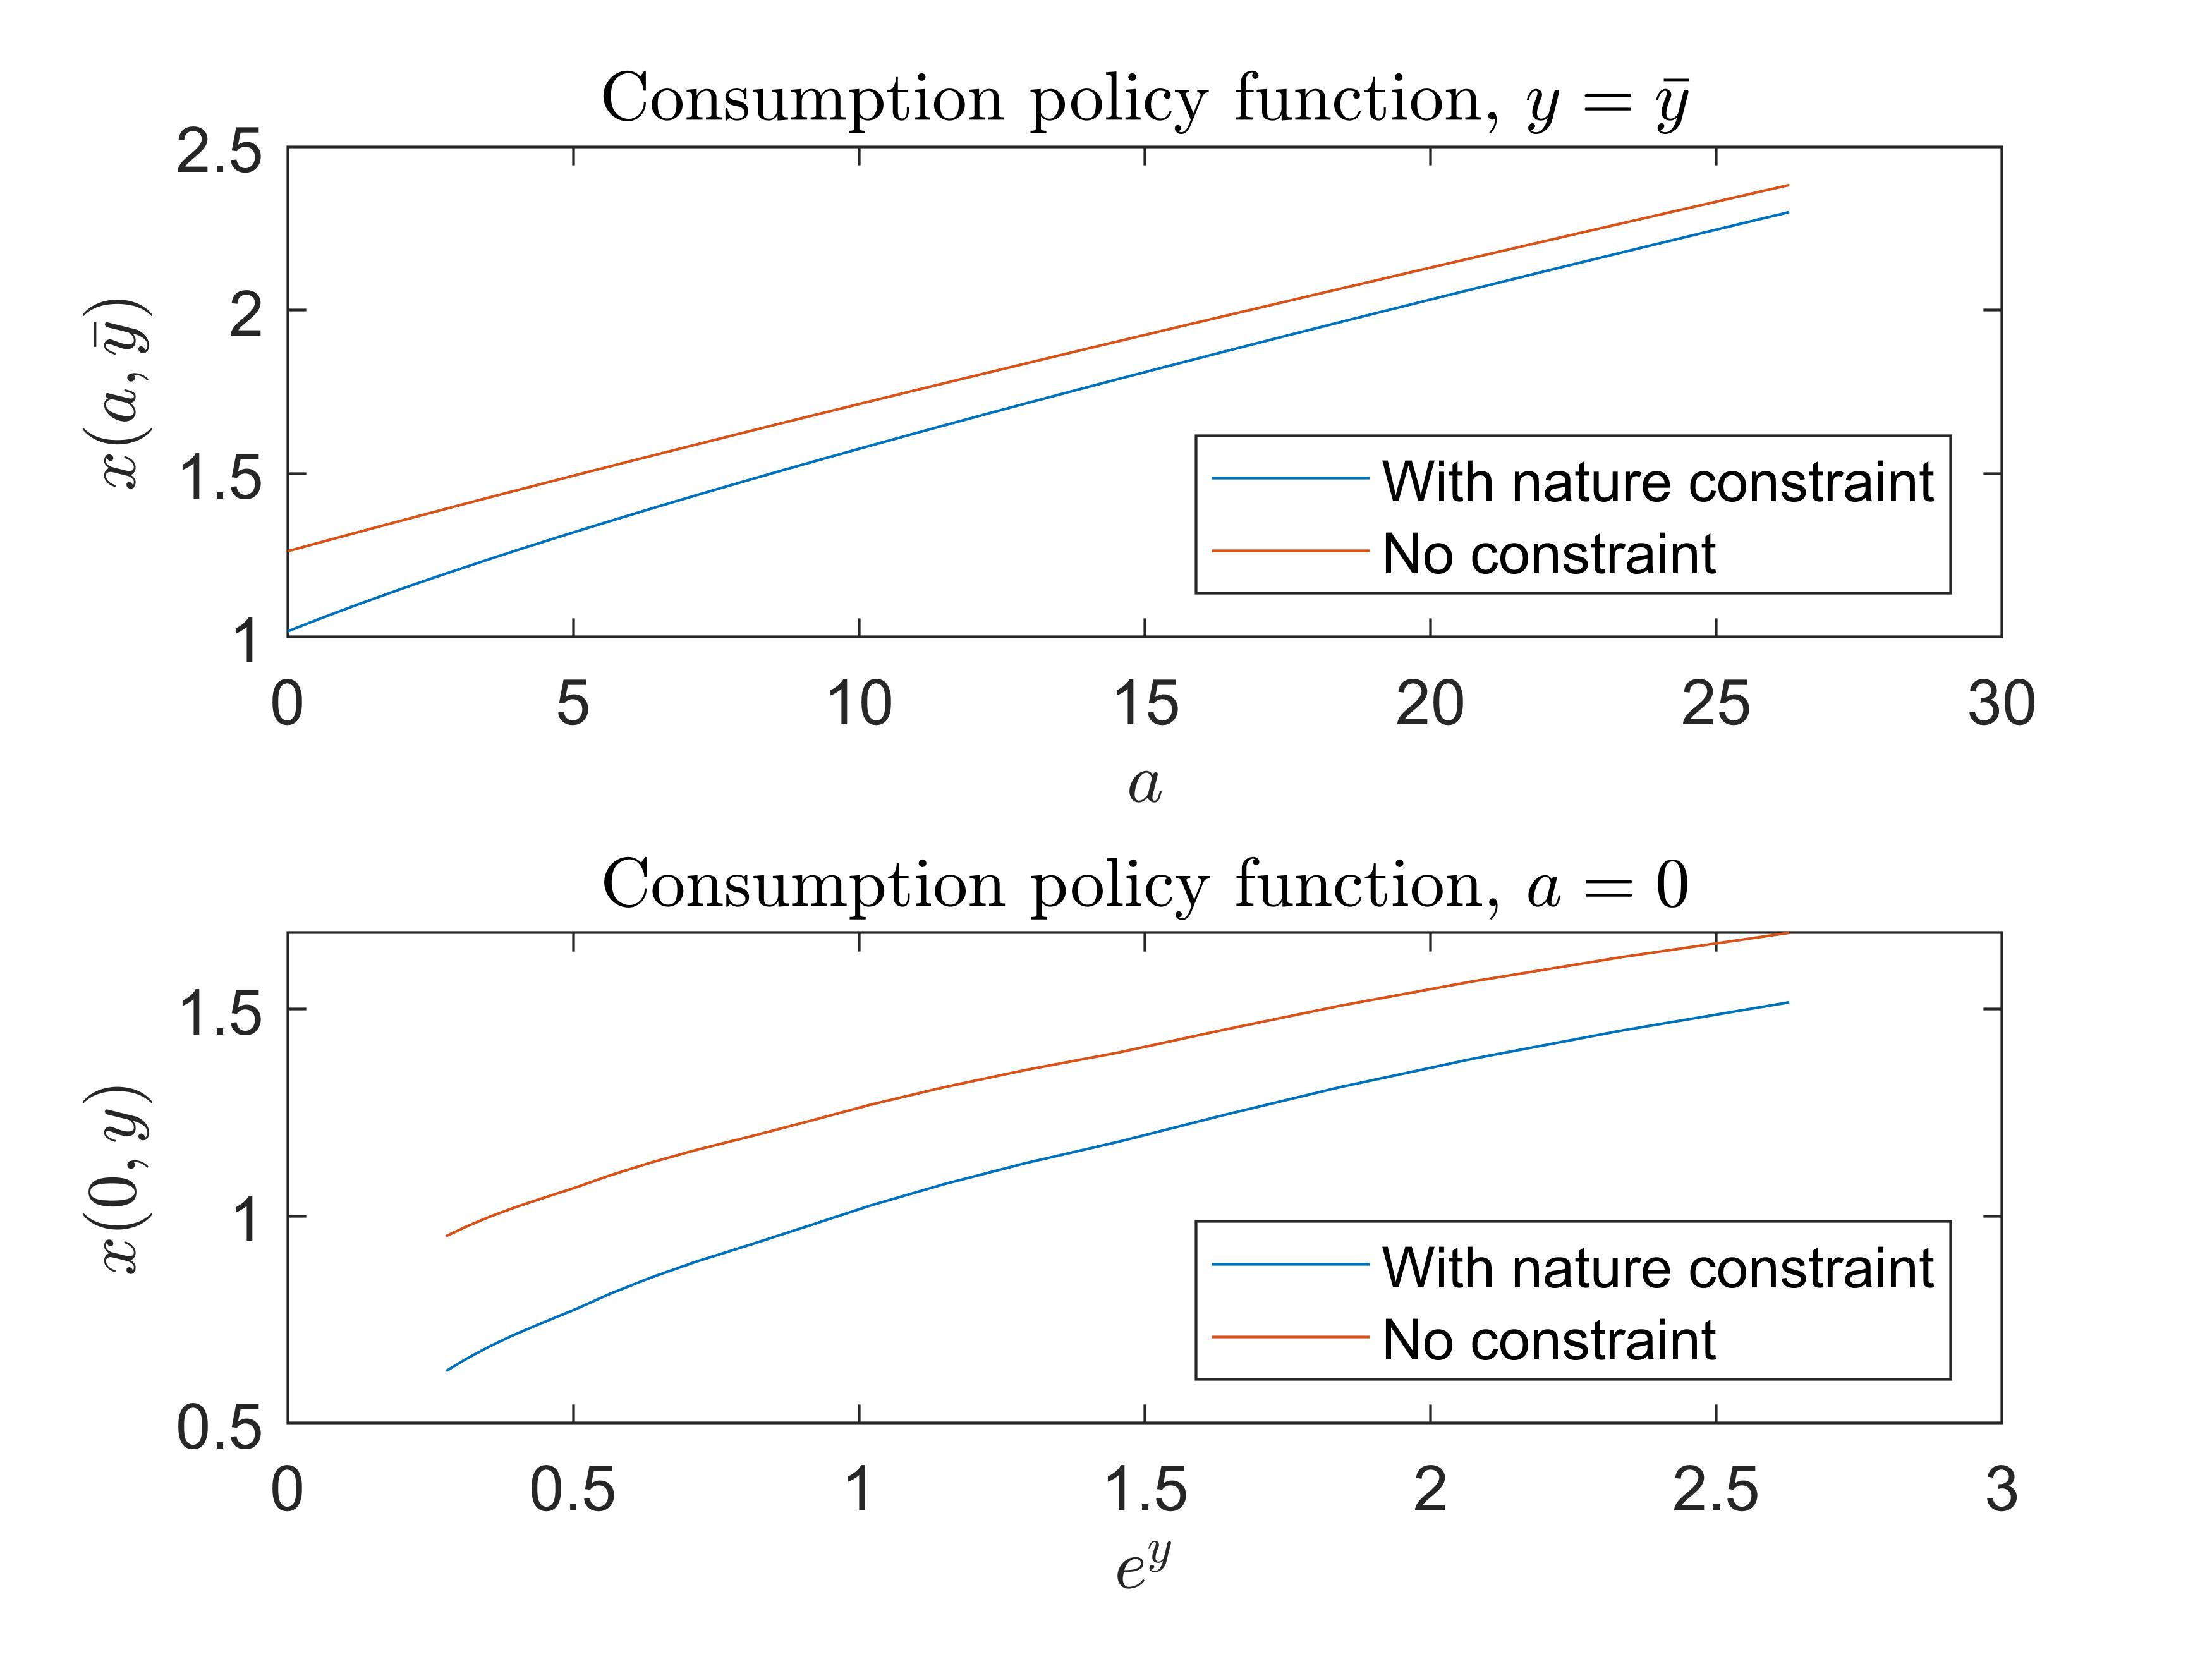 Consumption policy function, $y = \bar{y}$
2.5
2
1.5
1
$x(a, \bar{y})$
With nature constraint
No constraint
0 5 10 15 20 25 30
$a$
Consumption policy function, $a = 0$
1.5
1
0.5
$x(0, y)$
With nature constraint
No constraint
0 0.5 1 1.5 2 2.5 3
$e^y$